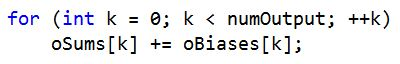 for (int k = 0; k < numOutput; ++k)
    oSums[k] += oBiases[k];